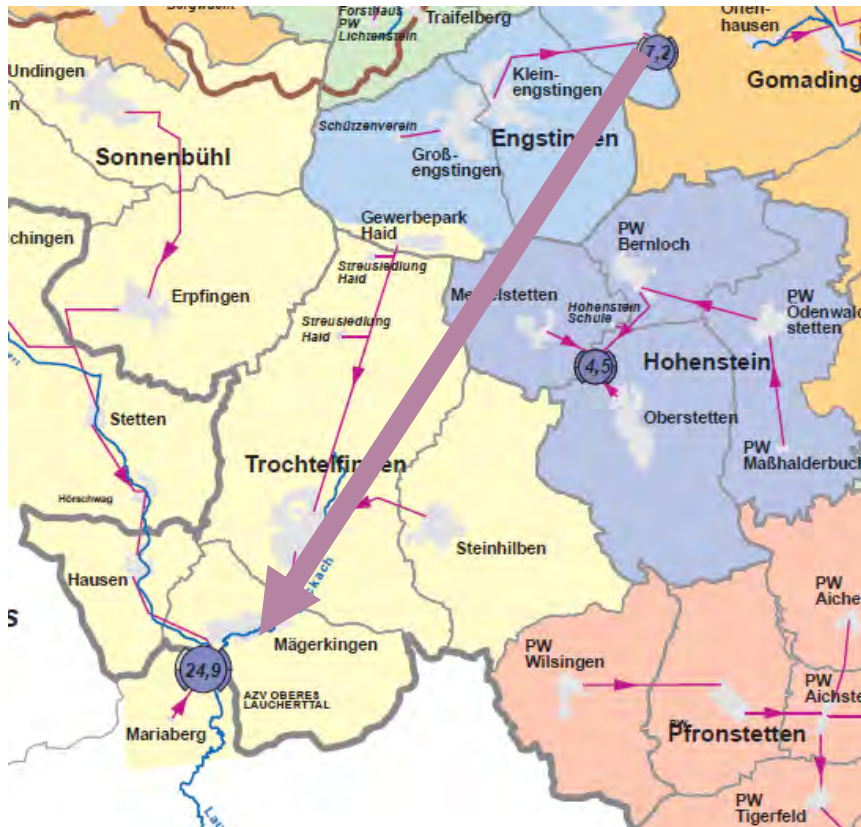 Forsthaus
PW
Lichtenstein
Traifelberg
Offen-
hausen
7,2
Undingen
Klein-
engstingen
Gomading
Schützenverein
Sonnenbühl
Engstingen
Groß-
engstingen
Gewerbepark
Haid
PW
Bernloch
chingen
Streusiedlung
Haid
Erpfingen
Hohenstein
Schule
PW
Odenwald
stetten
Streusiedlung
Haid
4,5
Hohenstein
Stetten
Oberstetten
Trochtelfingen
PW
Maßhalderbuch
Hörschwag
Steinhilben
Hausen
PW
Aiche
Mägerkingen
PW
Wilsingen
24,9
AZV OBERES
LAUCHERTTAL
PW
Aichste
Mariaberg
PW
Pfronstetten
PW
Tigerfeld